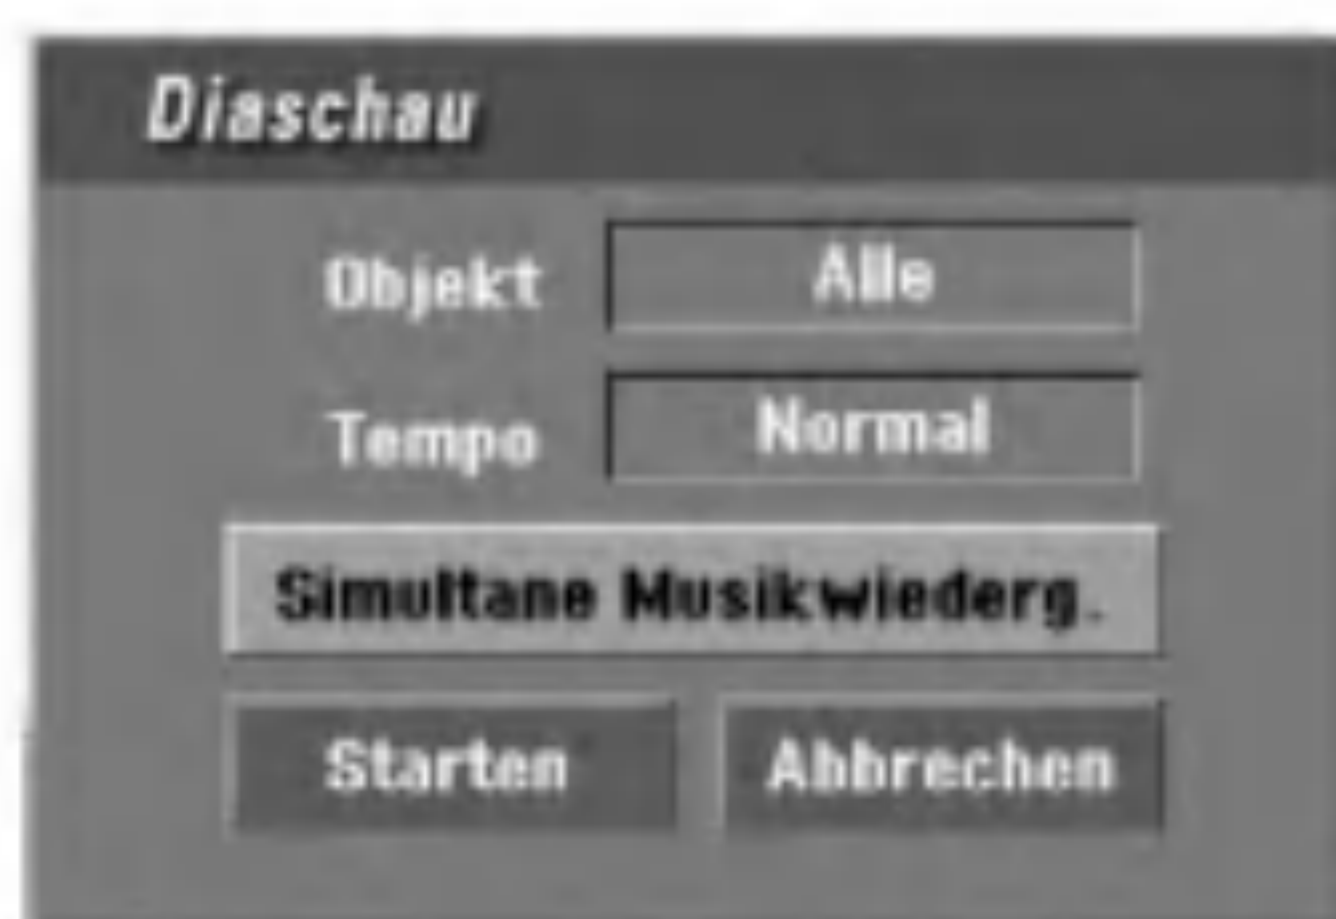 Diaschau
Objekt Alle
Tempo Normal
Simultane Musikwiederg.
Starten Abbrechen